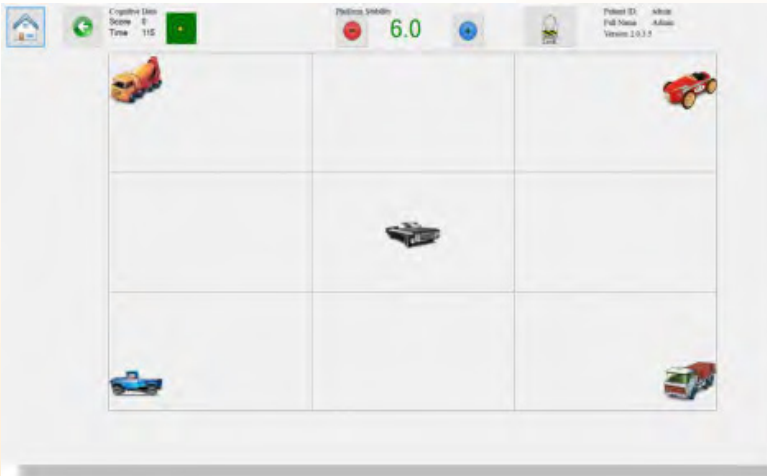 Cognitive Data
Score 0
Time 115
Platform Stability
6.0
Lock
Patient ID: Admin
Full Name Admin
Version 2.0.3.5